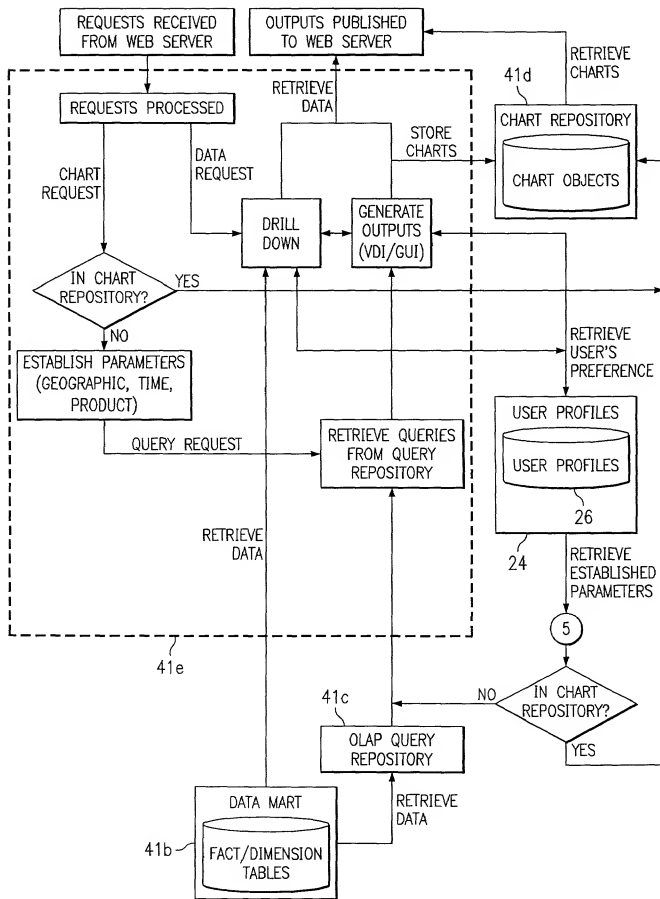 REQUESTS RECEIVED
FROM WEB SERVER
OUTPUTS PUBLISHED
TO WEB SERVER
RETRIEVE
CHARTS
41d
RETRIEVE
DATA
REQUESTS PROCESSED
CHART REPOSITORY
CHART OBJECTS
STORE
CHARTS
CHART
REQUEST
DATA
REQUEST
DRILL
DOWN
GENERATE
OUTPUTS
(VDI/GUI)
IN CHART
REPOSITORY?
YES
NO
RETRIEVE
USER'S
PREFERENCE
ESTABLISH PARAMETERS
(GEOGRAPHIC, TIME,
PRODUCT)
QUERY REQUEST
RETRIEVE QUERIES
FROM QUERY
REPOSITORY
USER PROFILES
USER PROFILES
26
24
RETRIEVE
DATA
RETRIEVE
ESTABLISHED
PARAMETERS
5
41e
41c
NO
IN CHART
REPOSITORY?
YES
OLAP QUERY
REPOSITORY
RETRIEVE
DATA
DATA MART
41b
FACT/DIMENSION
TABLES